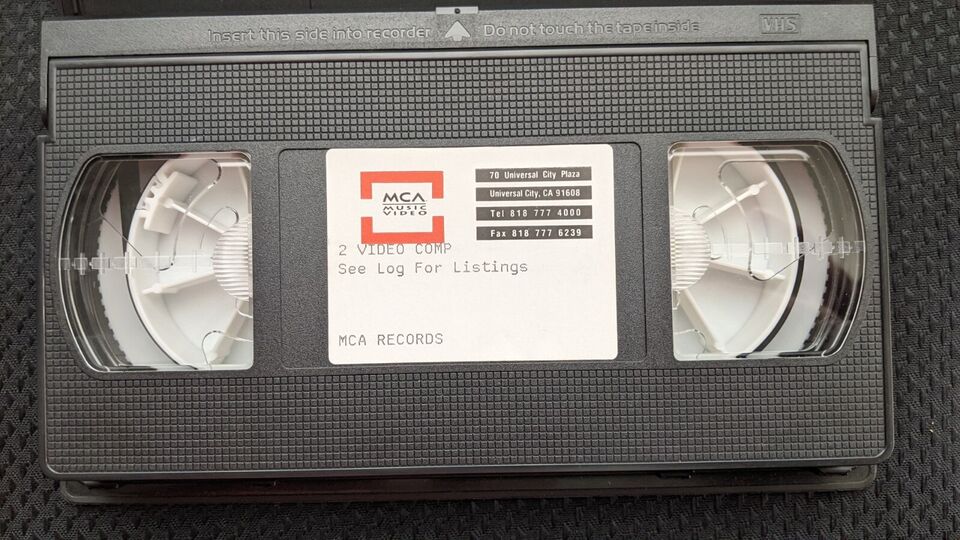 Insert this side into recorder Do not touch the tape inside VHS
MCA
MUSIC
VIDEO
70 Universal City Plaza
Universal City, CA 91608
Tel 818 777 4000
Fax 818 777 6239
2 VIDEO COMP
See Log For Listings
MCA RECORDS